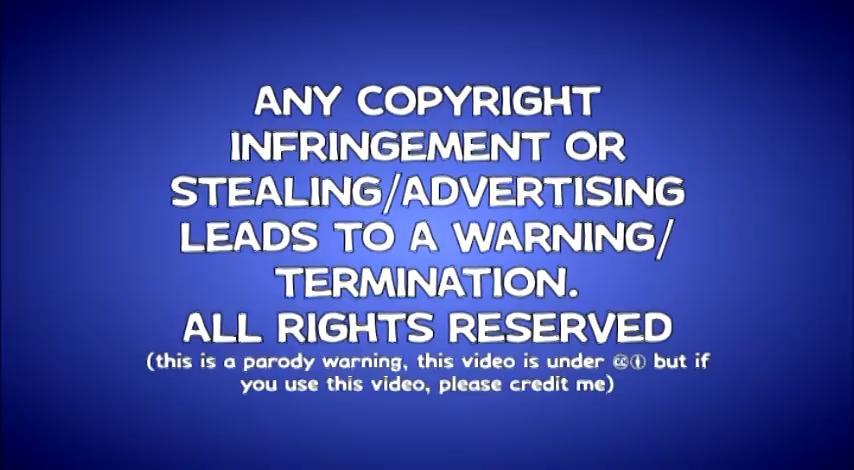 ANY COPYRIGHT
INFRINGEMENT OR
STEALING/ADVERTISING
LEADS TO A WARNING/
TERMINATION.
ALL RIGHTS RESERVED
(this is a parody warning, this video is under 🅭🅯 but if
you use this video, please credit me)